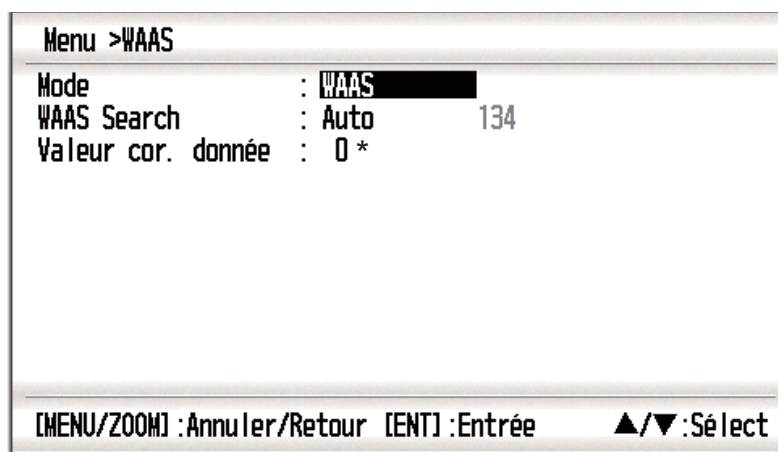 Menu >WAAS
Mode : WAAS
WAAS Search : Auto 134
Valeur cor. donnée : 0 *
[MENU/ZOOM]:Annuler/Retour [ENT]:Entrée ▲/▼:Sélect